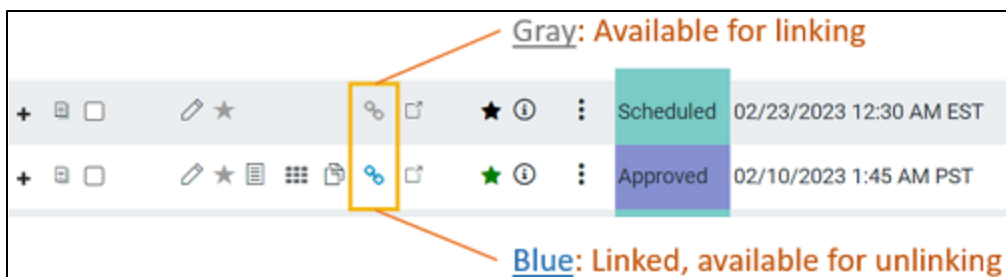 Gray: Available for linking
Scheduled 02/23/2023 12:30 AM EST
Approved 02/10/2023 1:45 AM PST
Blue: Linked, available for unlinking